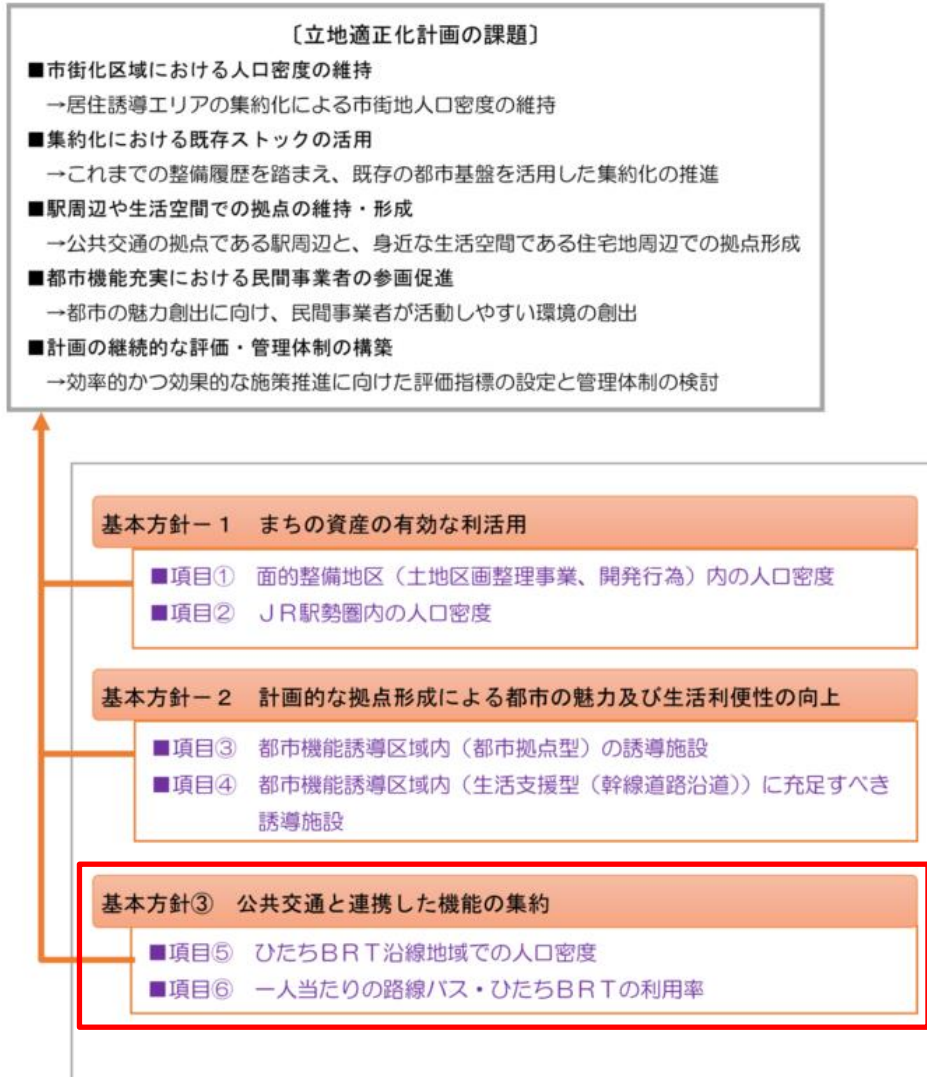 〔立地適正化計画の課題〕
■市街化区域における人口密度の維持
→居住誘導エリアの集約化による市街地人口密度の維持
■集約化における既存ストックの活用
→これまでの整備履歴を踏まえ、既存の都市基盤を活用した集約化の推進
■駅周辺や生活空間での拠点の維持・形成
→公共交通の拠点である駅周辺と、身近な生活空間である住宅地周辺での拠点形成
■都市機能充実における民間事業者の参画促進
→都市の魅力創出に向け、民間事業者が活動しやすい環境の創出
■計画の継続的な評価・管理体制の構築
→効率的かつ効果的な施策推進に向けた評価指標の設定と管理体制の検討
基本方針－１　まちの資産の有効な利活用
■項目①　面的整備地区（土地区画整理事業、開発行為）内の人口密度
■項目②　ＪＲ駅勢圏内の人口密度
基本方針－２　計画的な拠点形成による都市の魅力及び生活利便性の向上
■項目③　都市機能誘導区域内（都市拠点型）の誘導施設
■項目④　都市機能誘導区域内（生活支援型（幹線道路沿道））に充足すべき
誘導施設
基本方針③　公共交通と連携した機能の集約
■項目⑤　ひたちＢＲＴ沿線地域での人口密度
■項目⑥　一人当たりの路線バス・ひたちＢＲＴの利用率